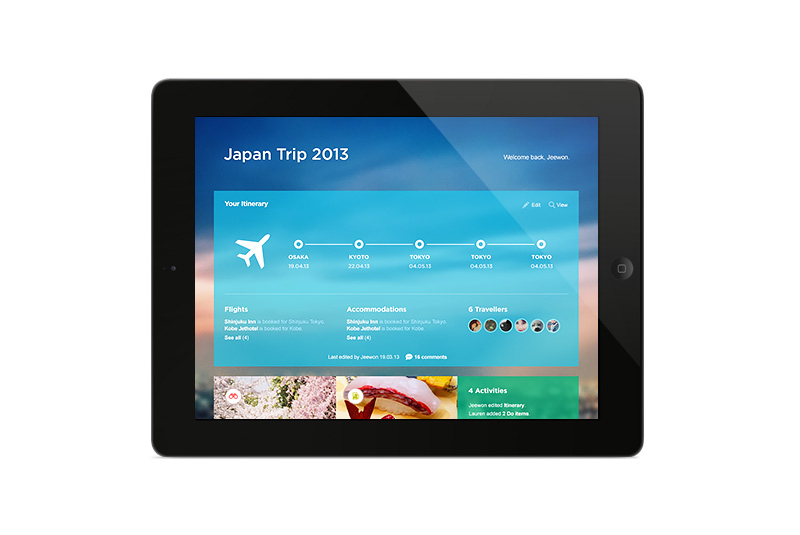 Japan Trip 2013
Welcome back, Jeewon.
Your Itinerary
Edit
View
OSAKA
KYOTO
TOKYO
TOKYO
TOKYO
19.04.13
22.04.13
04.05.13
04.05.13
04.05.13
Flights
Shinjuku Inn is booked for Shinjuku Tokyo.
Kobe Jethotel is booked for Kobe.
See all (4)
Accommodations
Shinjuku Inn is booked for Shinjuku Tokyo.
Kobe Jethotel is booked for Kobe.
See all (4)
6 Travellers
Last edited by Jeewon 19.03.13
16 comments
4 Activities
Jeewon edited Itinerary
Lauren added 2 Do items